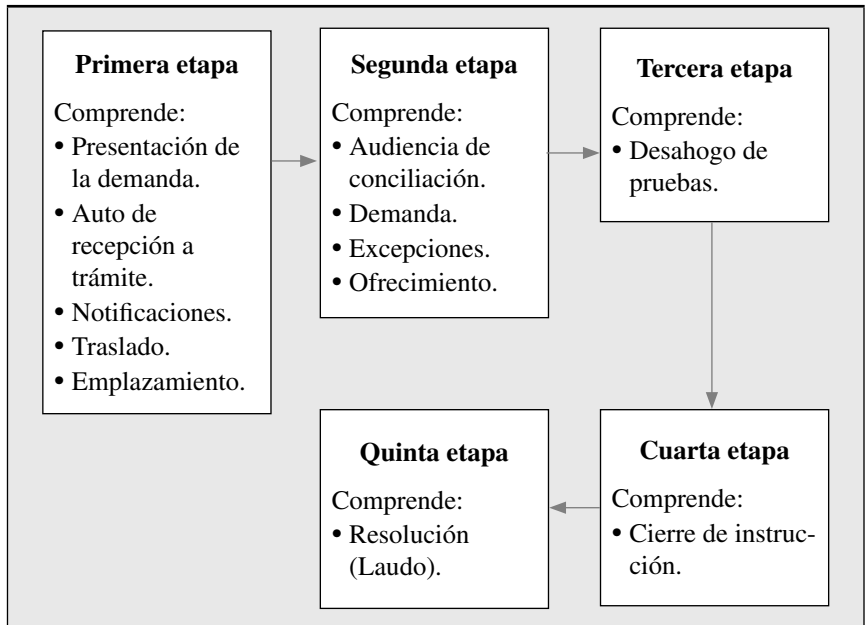 Primera etapa
Comprende:
• Presentación de
la demanda.
• Auto de
recepción a
trámite.
• Notificaciones.
• Traslado.
• Emplazamiento.
Segunda etapa
Comprende:
• Audiencia de
conciliación.
• Demanda.
• Excepciones.
• Ofrecimiento.
Tercera etapa
Comprende:
• Desahogo de
pruebas.
Cuarta etapa
Comprende:
• Cierre de instruc-
ción.
Quinta etapa
Comprende:
• Resolución
(Laudo).